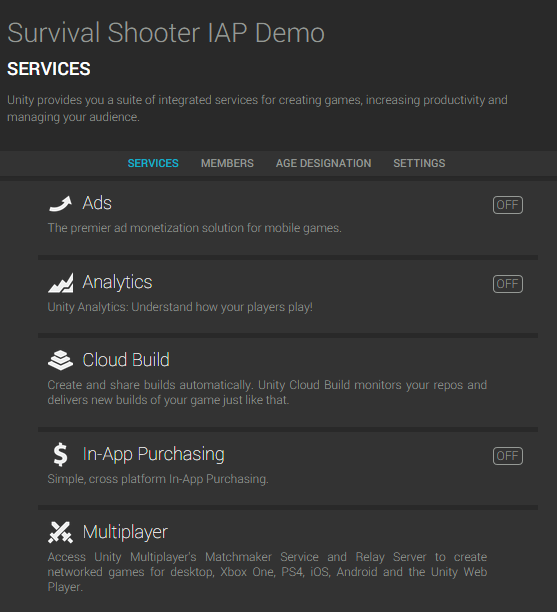 Survival Shooter IAP Demo
SERVICES
Unity provides you a suite of integrated services for creating games, increasing productivity and
managing your audience.
SERVICES MEMBERS AGE DESIGNATION SETTINGS
Ads OFF
The premier ad monetization solution for mobile games.
Analytics OFF
Unity Analytics: Understand how your players play!
Cloud Build
Create and share builds automatically. Unity Cloud Build monitors your repos and
delivers new builds of your game just like that.
In-App Purchasing OFF
Simple, cross platform In-App Purchasing.
Multiplayer
Access Unity Multiplayer's Matchmaker Service and Relay Server to create
networked games for desktop, Xbox One, PS4, iOS, Android and the Unity Web
Player.